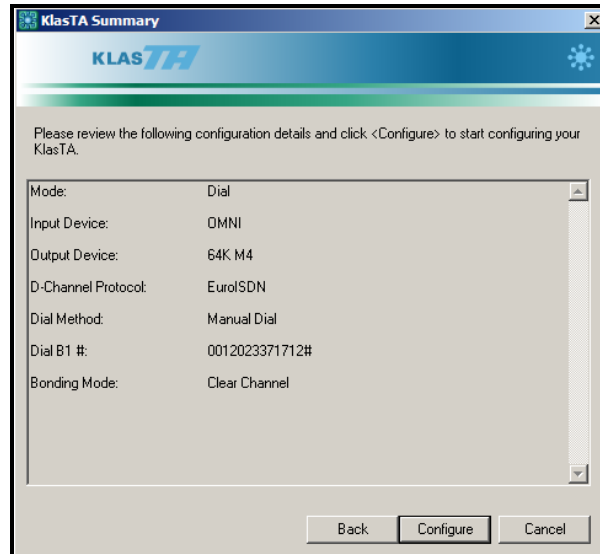 KlasTA Summary
KLASTA
Please review the following configuration details and click <Configure> to start configuring your
KlasTA.
Mode: Dial
Input Device: OMNI
Output Device: 64K M4
D-Channel Protocol: EuroISDN
Dial Method: Manual Dial
Dial B1 #: 0012023371712#
Bonding Mode: Clear Channel
Back Configure Cancel